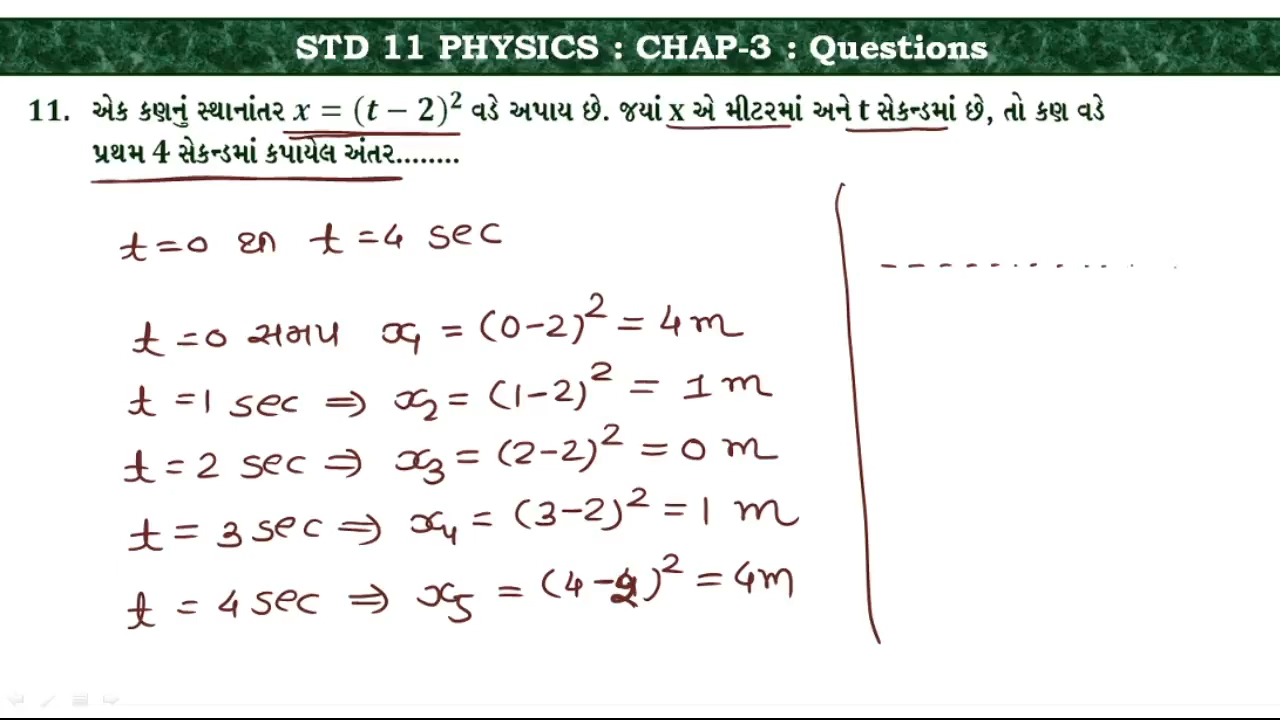 STD 11 PHYSICS : CHAP-3 : Questions
11. એક કણનું સ્થાનાંતર x = (t − 2)² વડે અપાય છે. જયાં x એ મીટરમાં અને t સેકન્ડમાં છે, તો કણ વડે
પ્રથમ 4 સેકન્ડમાં કપાયેલ અંતર........
t = 0 થી t = 4 sec
t = 0 સમય x₁ = (0 − 2)² = 4 m
t = 1 sec ⇒ x₂ = (1 − 2)² = 1 m
t = 2 sec ⇒ x₃ = (2 − 2)² = 0 m
t = 3 sec ⇒ x₄ = (3 − 2)² = 1 m
t = 4 sec ⇒ x₅ = (4 − 2)² = 4 m